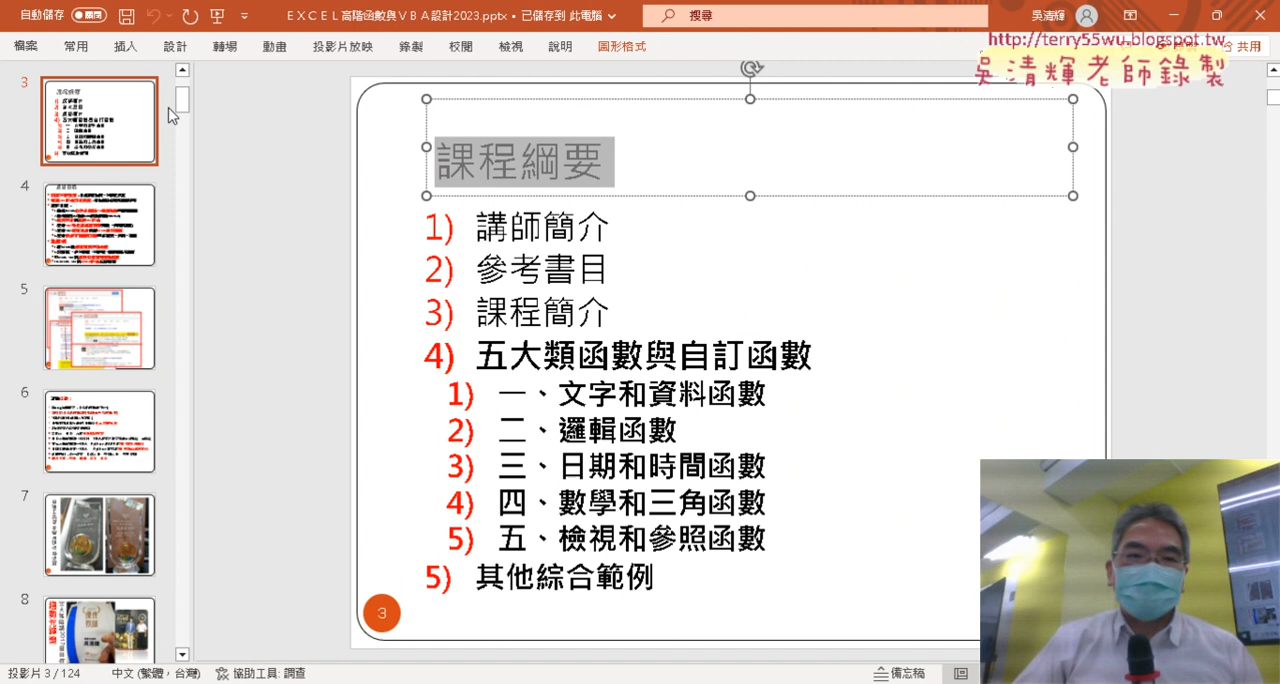 自動儲存 關閉 EXCEL高階函數與VBA設計2023.pptx • 已儲存到 此電腦 搜尋 吳清輝
檔案 常用 插入 設計 轉場 動畫 投影片放映 錄製 校閱 檢視 說明 圖形格式 共用
http://terry55wu.blogspot.tw
吳清輝老師錄製
3
4
5
6
7
8
課程綱要
1) 講師簡介
2) 參考書目
3) 課程簡介
4) 五大類函數與自訂函數
1) 一、文字和資料函數
2) 二、邏輯函數
3) 三、日期和時間函數
4) 四、數學和三角函數
5) 五、檢視和參照函數
5) 其他綜合範例
3
投影片 3 / 124 中文 (繁體，台灣) 協助工具: 調查 備忘稿